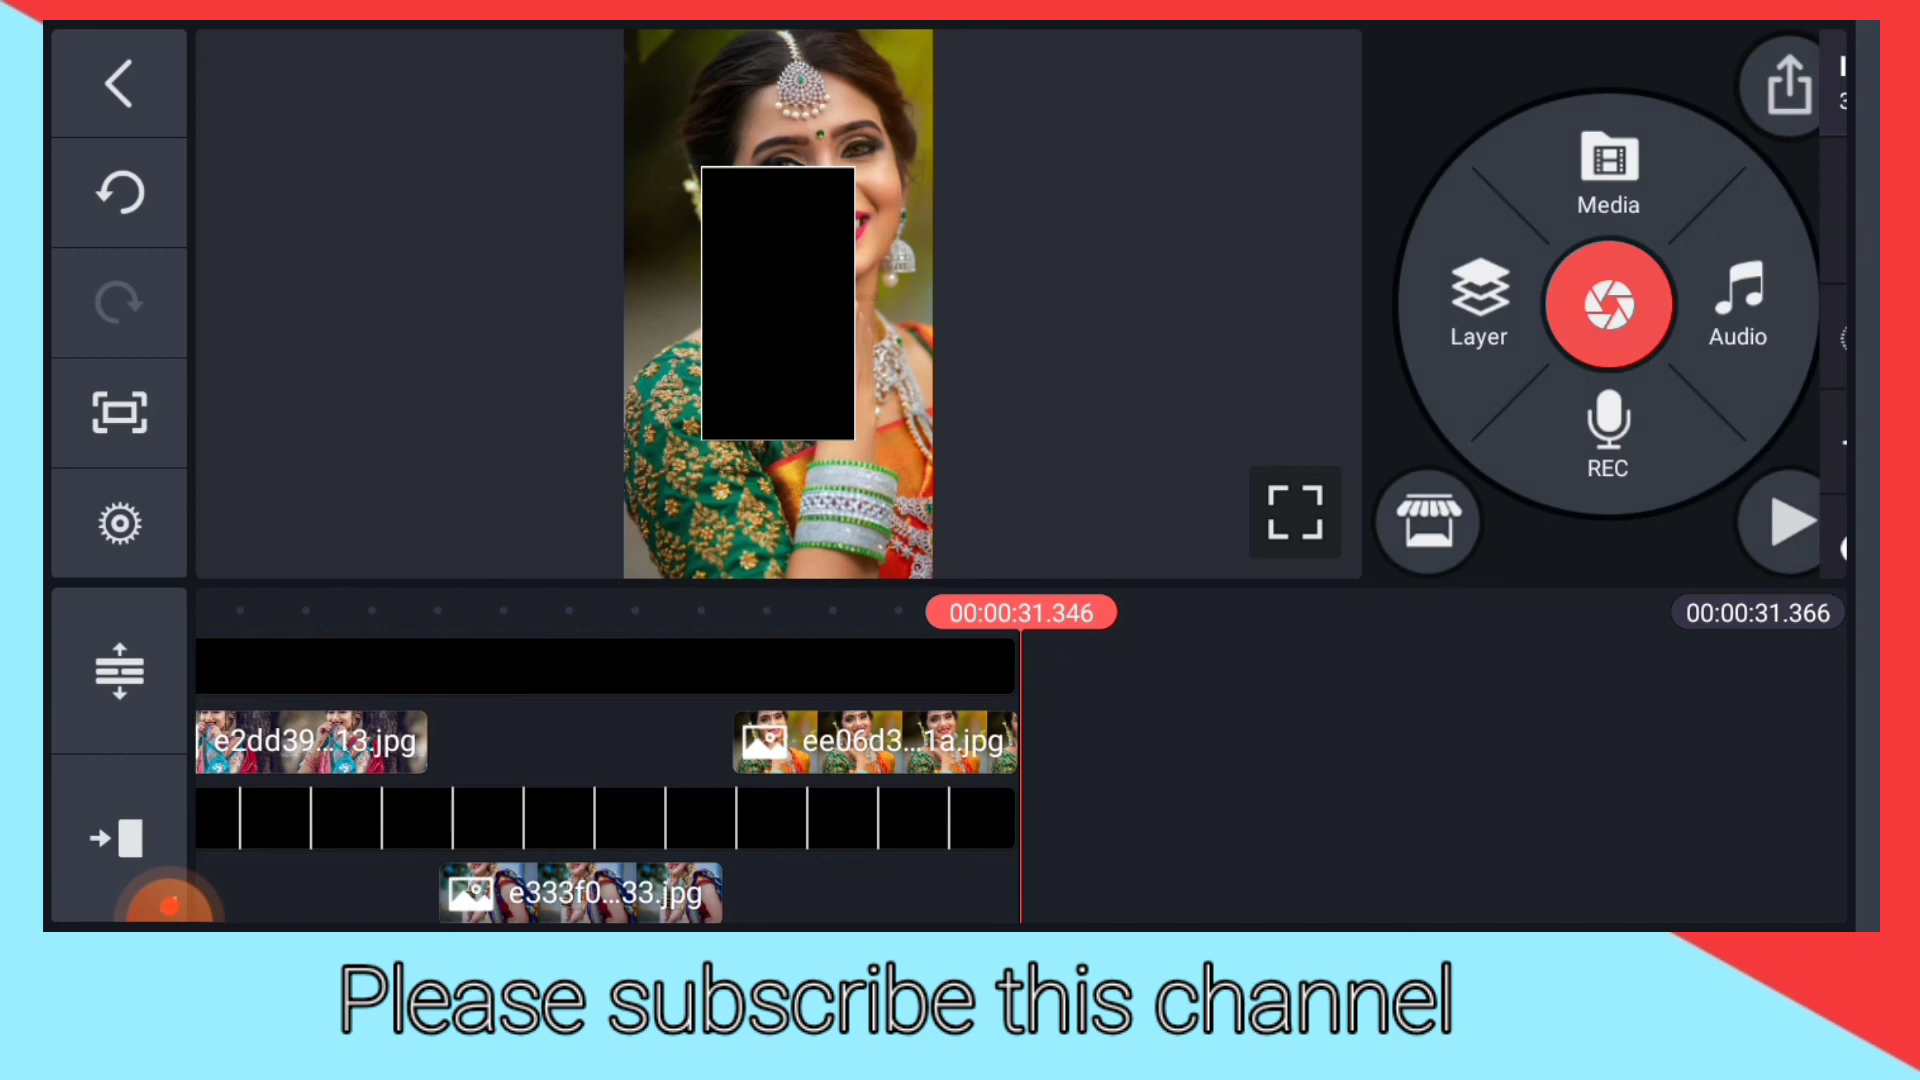 Media
Layer
Audio
REC
00:00:31.346
00:00:31.366
e2dd39...13.jpg
ee06d3...1a.jpg
e333f0...33.jpg
Please subscribe this channel